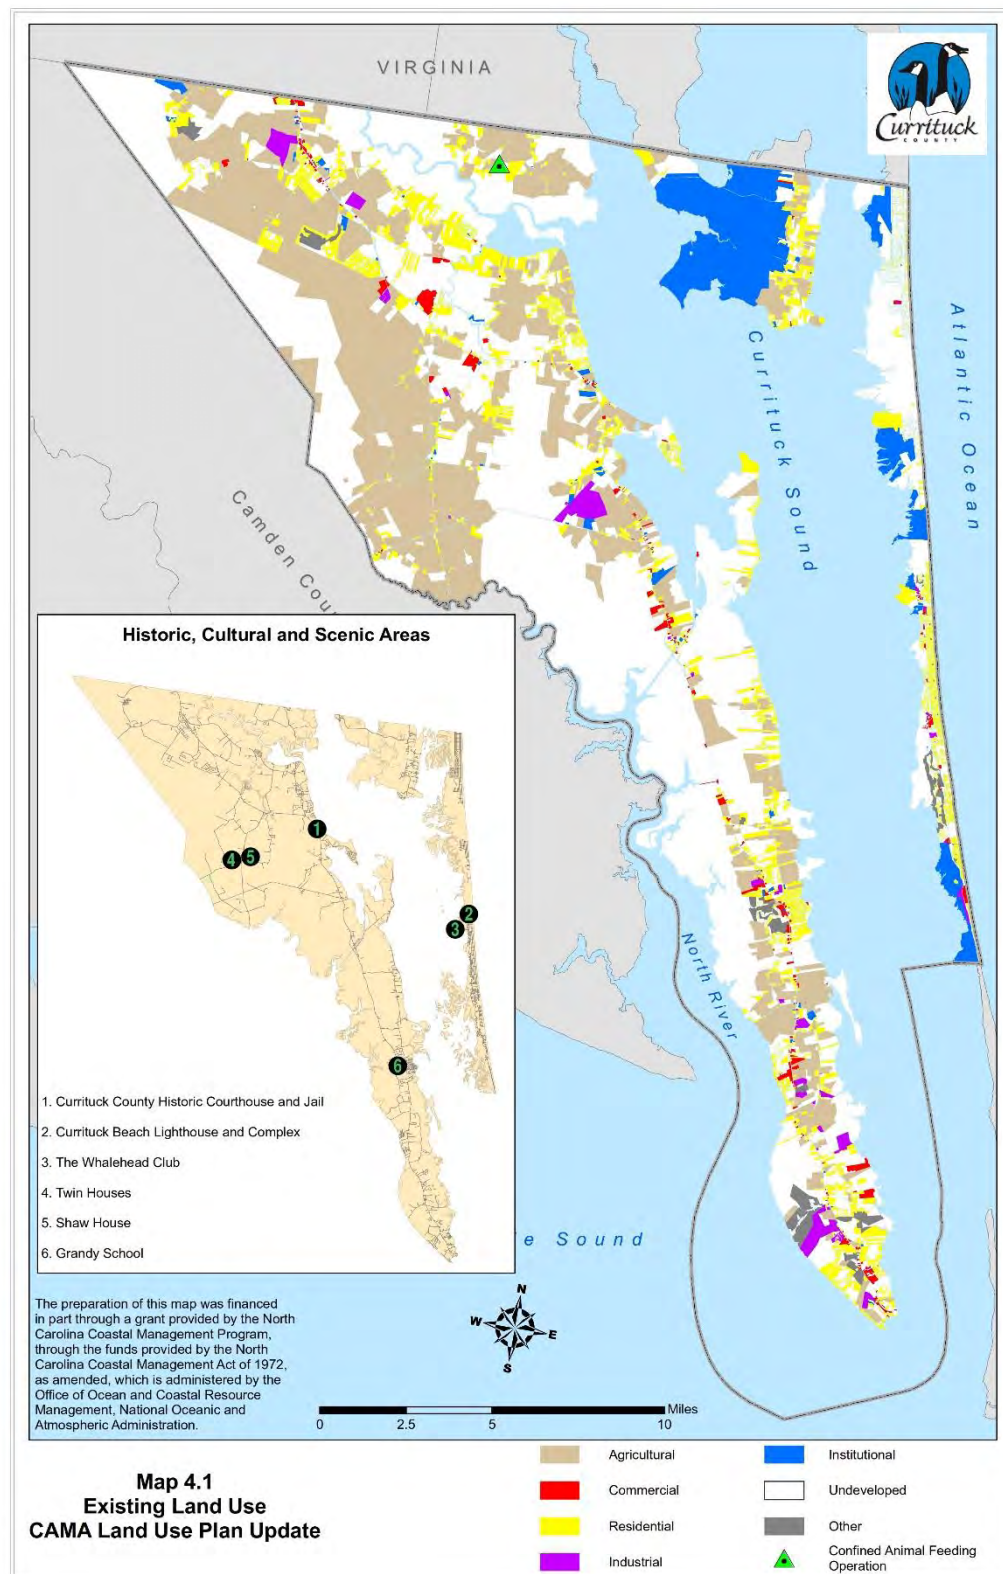 VIRGINIA
Currituck
COUNTY
Atlantic Ocean
Currituck Sound
Camden
North River
Sound
Historic, Cultural and Scenic Areas
1
4 5
2
3
6
1. Currituck County Historic Courthouse and Jail
2. Currituck Beach Lighthouse and Complex
3. The Whalehead Club
4. Twin Houses
5. Shaw House
6. Grandy School
The preparation of this map was financed
in part through a grant provided by the North
Carolina Coastal Management Program,
through the funds provided by the North
Carolina Coastal Management Act of 1972,
as amended, which is administered by the
Office of Ocean and Coastal Resource
Management, National Oceanic and
Atmospheric Administration.
N
W E
S
Miles
0 2.5 5 10
Map 4.1
Existing Land Use
CAMA Land Use Plan Update
Agricultural
Commercial
Residential
Industrial
Institutional
Undeveloped
Other
Confined Animal Feeding
Operation